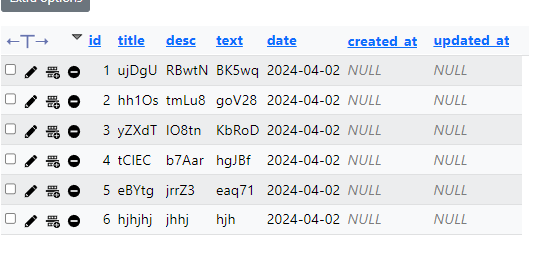 Extra options
←T→ id title desc text date created_at updated_at
1 ujDgU RBwtN BK5wq 2024-04-02 NULL NULL
2 hh1Os tmLu8 goV28 2024-04-02 NULL NULL
3 yZXdT IO8tn KbRoD 2024-04-02 NULL NULL
4 tCIEC b7Aar hgJBf 2024-04-02 NULL NULL
5 eBYtg jrrZ3 eaq71 2024-04-02 NULL NULL
6 hjhjhj jhhj hjh 2024-04-02 NULL NULL